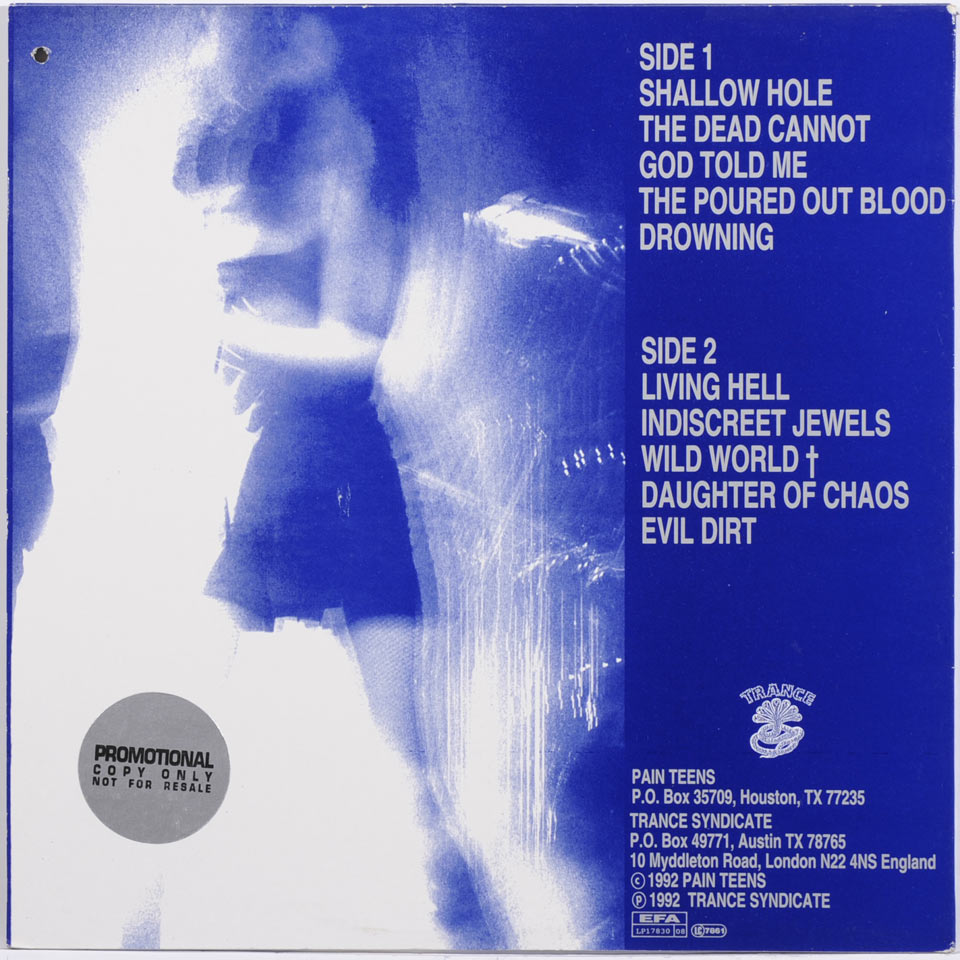 SIDE 1
SHALLOW HOLE
THE DEAD CANNOT
GOD TOLD ME
THE POURED OUT BLOOD
DROWNING
SIDE 2
LIVING HELL
INDISCREET JEWELS
WILD WORLD †
DAUGHTER OF CHAOS
EVIL DIRT
TRANCE
PROMOTIONAL
COPY ONLY
NOT FOR RESALE
PAIN TEENS
P.O. Box 35709, Houston, TX 77235
TRANCE SYNDICATE
P.O. Box 49771, Austin TX 78765
10 Myddleton Road, London N22 4NS England
© 1992 PAIN TEENS
℗ 1992 TRANCE SYNDICATE
EFA
LP17830 08 LC 7861